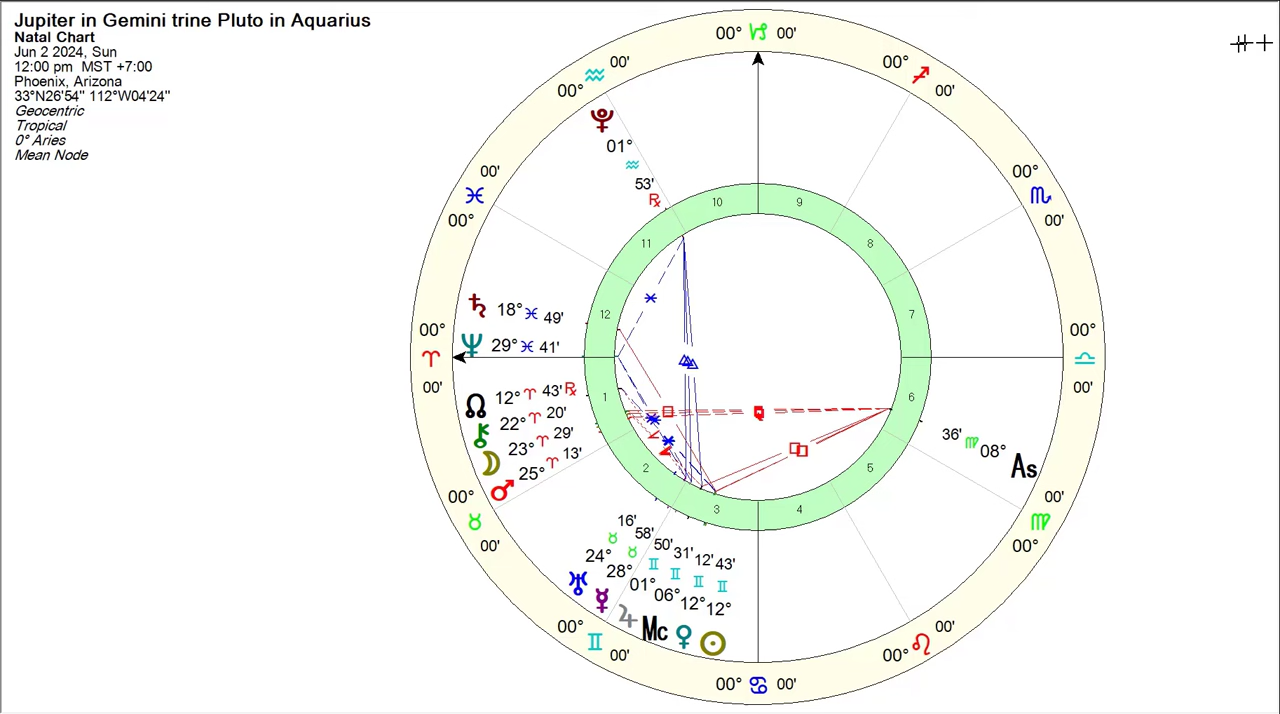 Jupiter in Gemini trine Pluto in Aquarius
Natal Chart
Jun 2 2024, Sun
12:00 pm MST +7:00
Phoenix, Arizona
33°N26'54" 112°W04'24"
Geocentric
Tropical
0° Aries
Mean Node
00° ♑ 00'
00° ♐ 00'
00° ♒ 00'
♇ 01° ♒ 53' ℞
00° ♏ 00'
00° ♓ 00'
10 9
11 8
12 7
♄ 18° ♓ 49'
00° ♈ 00'
♆ 29° ♓ 41'
00° ♎ 00'
☊ 12° ♈ 43' ℞
1 6
⚷ 22° ♈ 20'
☽ 23° ♈ 29'
♂ 25° ♈ 13'
36' ♍ 08° As
2 5
3 4
00° ♉ 00'
00° ♍ 00'
♅ 24° ♉ 16'
☿ 28° ♉ 58'
♃ 01° ♊ 50'
Mc 06° ♊ 31'
♀ 12° ♊ 12'
☉ 12° ♊ 43'
00° ♊ 00'
00° ♌ 00'
00° ♋ 00'